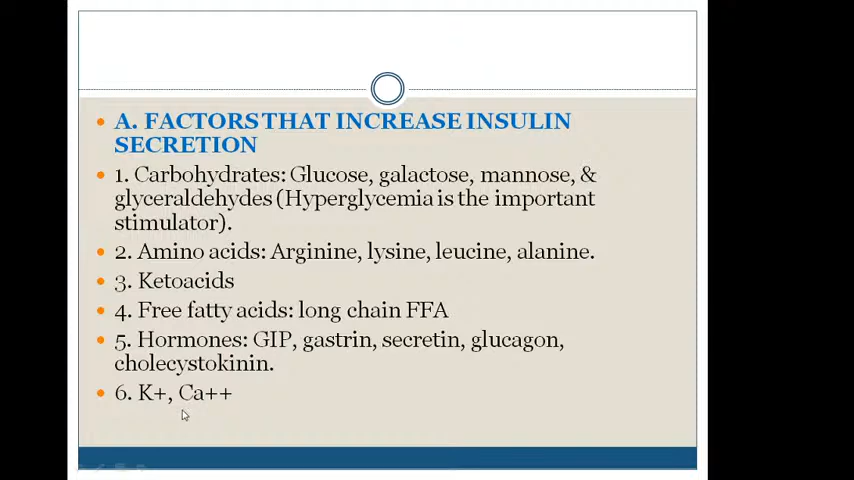 A. FACTORS THAT INCREASE INSULIN
SECRETION
1. Carbohydrates: Glucose, galactose, mannose, &
glyceraldehydes (Hyperglycemia is the important
stimulator).
2. Amino acids: Arginine, lysine, leucine, alanine.
3. Ketoacids
4. Free fatty acids: long chain FFA
5. Hormones: GIP, gastrin, secretin, glucagon,
cholecystokinin.
6. K+, Ca++